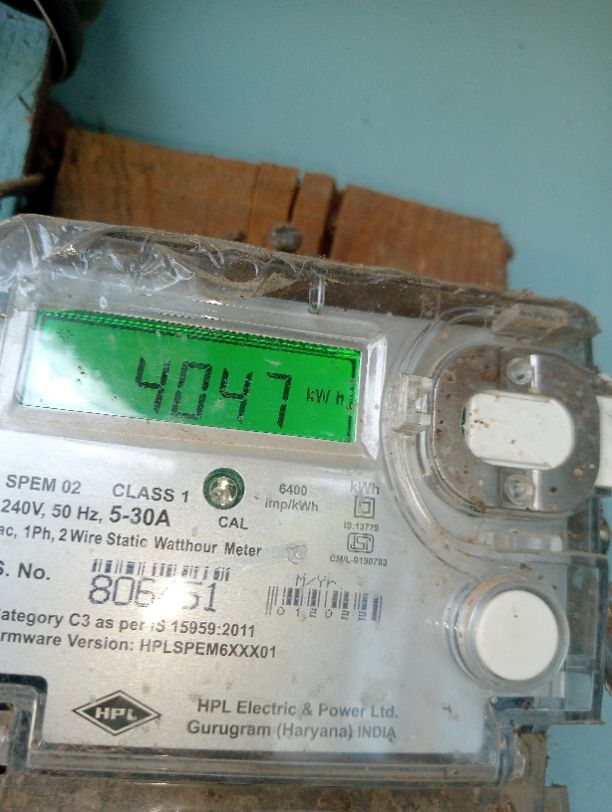 4047 kWh
SPEM 02 CLASS 1
6400 imp/kWh
kWh
240V, 50 Hz, 5-30A
CAL
IS:13779
ac, 1Ph, 2 Wire Static Watthour Meter
CM/L-9190783
S. No.
M/Yr.
Category C3 as per IS 15959:2011
Firmware Version: HPLSPEM6XXX01
HPL
HPL Electric & Power Ltd.
Gurugram (Haryana) INDIA